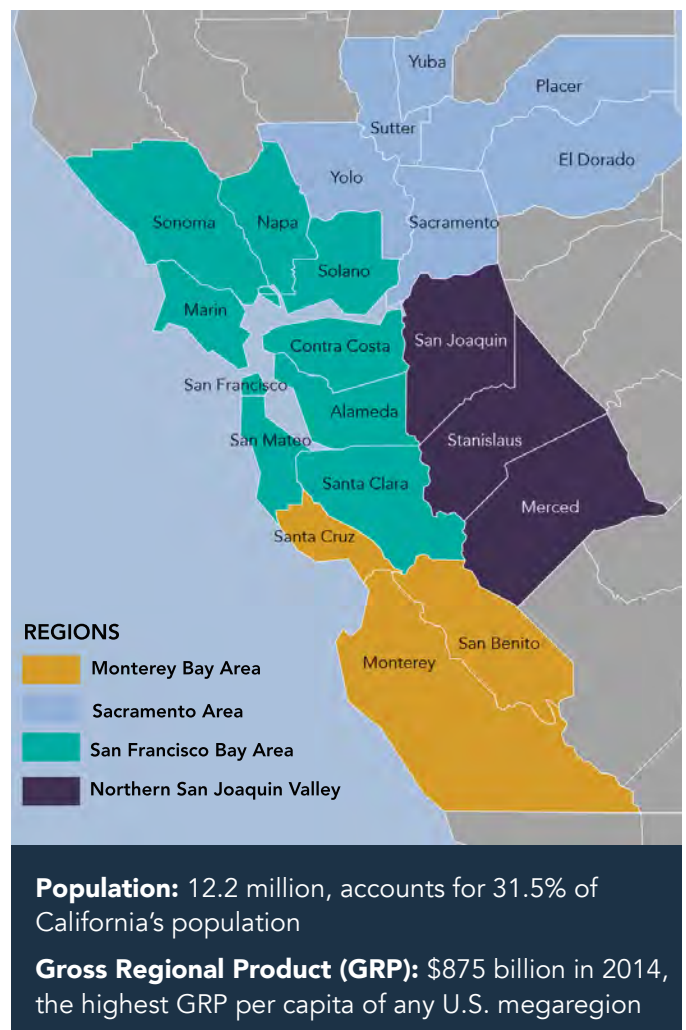 Yuba
Placer
Sutter
El Dorado
Yolo
Sonoma
Napa
Sacramento
Solano
Marin
San Joaquin
Contra Costa
San Francisco
Alameda
San Mateo
Stanislaus
Santa Clara
Merced
Santa Cruz
San Benito
Monterey
REGIONS
Monterey Bay Area
Sacramento Area
San Francisco Bay Area
Northern San Joaquin Valley
Population: 12.2 million, accounts for 31.5% of
California’s population
Gross Regional Product (GRP): $875 billion in 2014,
the highest GRP per capita of any U.S. megaregion